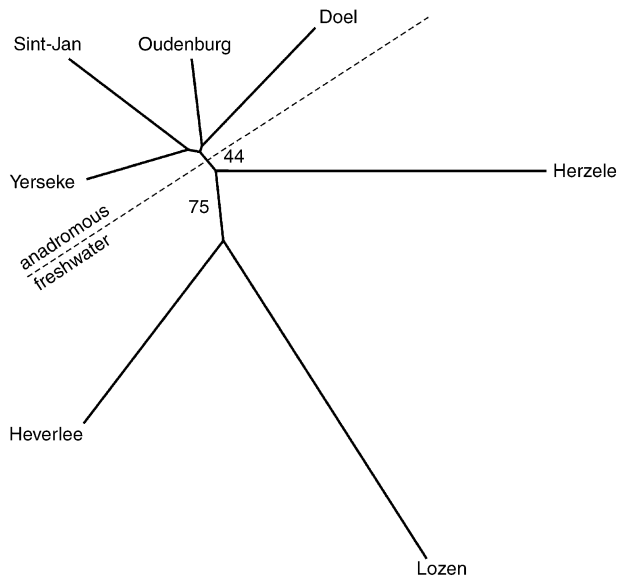 Doel
Sint-Jan
Oudenburg
44
Herzele
Yerseke
75
anadromous
freshwater
Heverlee
Lozen